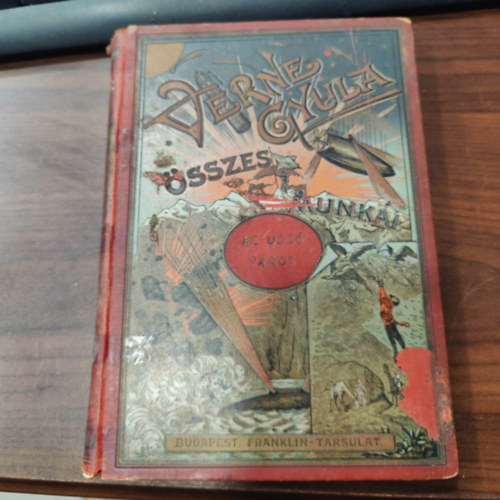 VERNE
GYULA
ÖSSZES
MUNKÁI
AZ ÚSZÓ
VÁROS
BUDAPEST. FRANKLIN-TÁRSULAT.